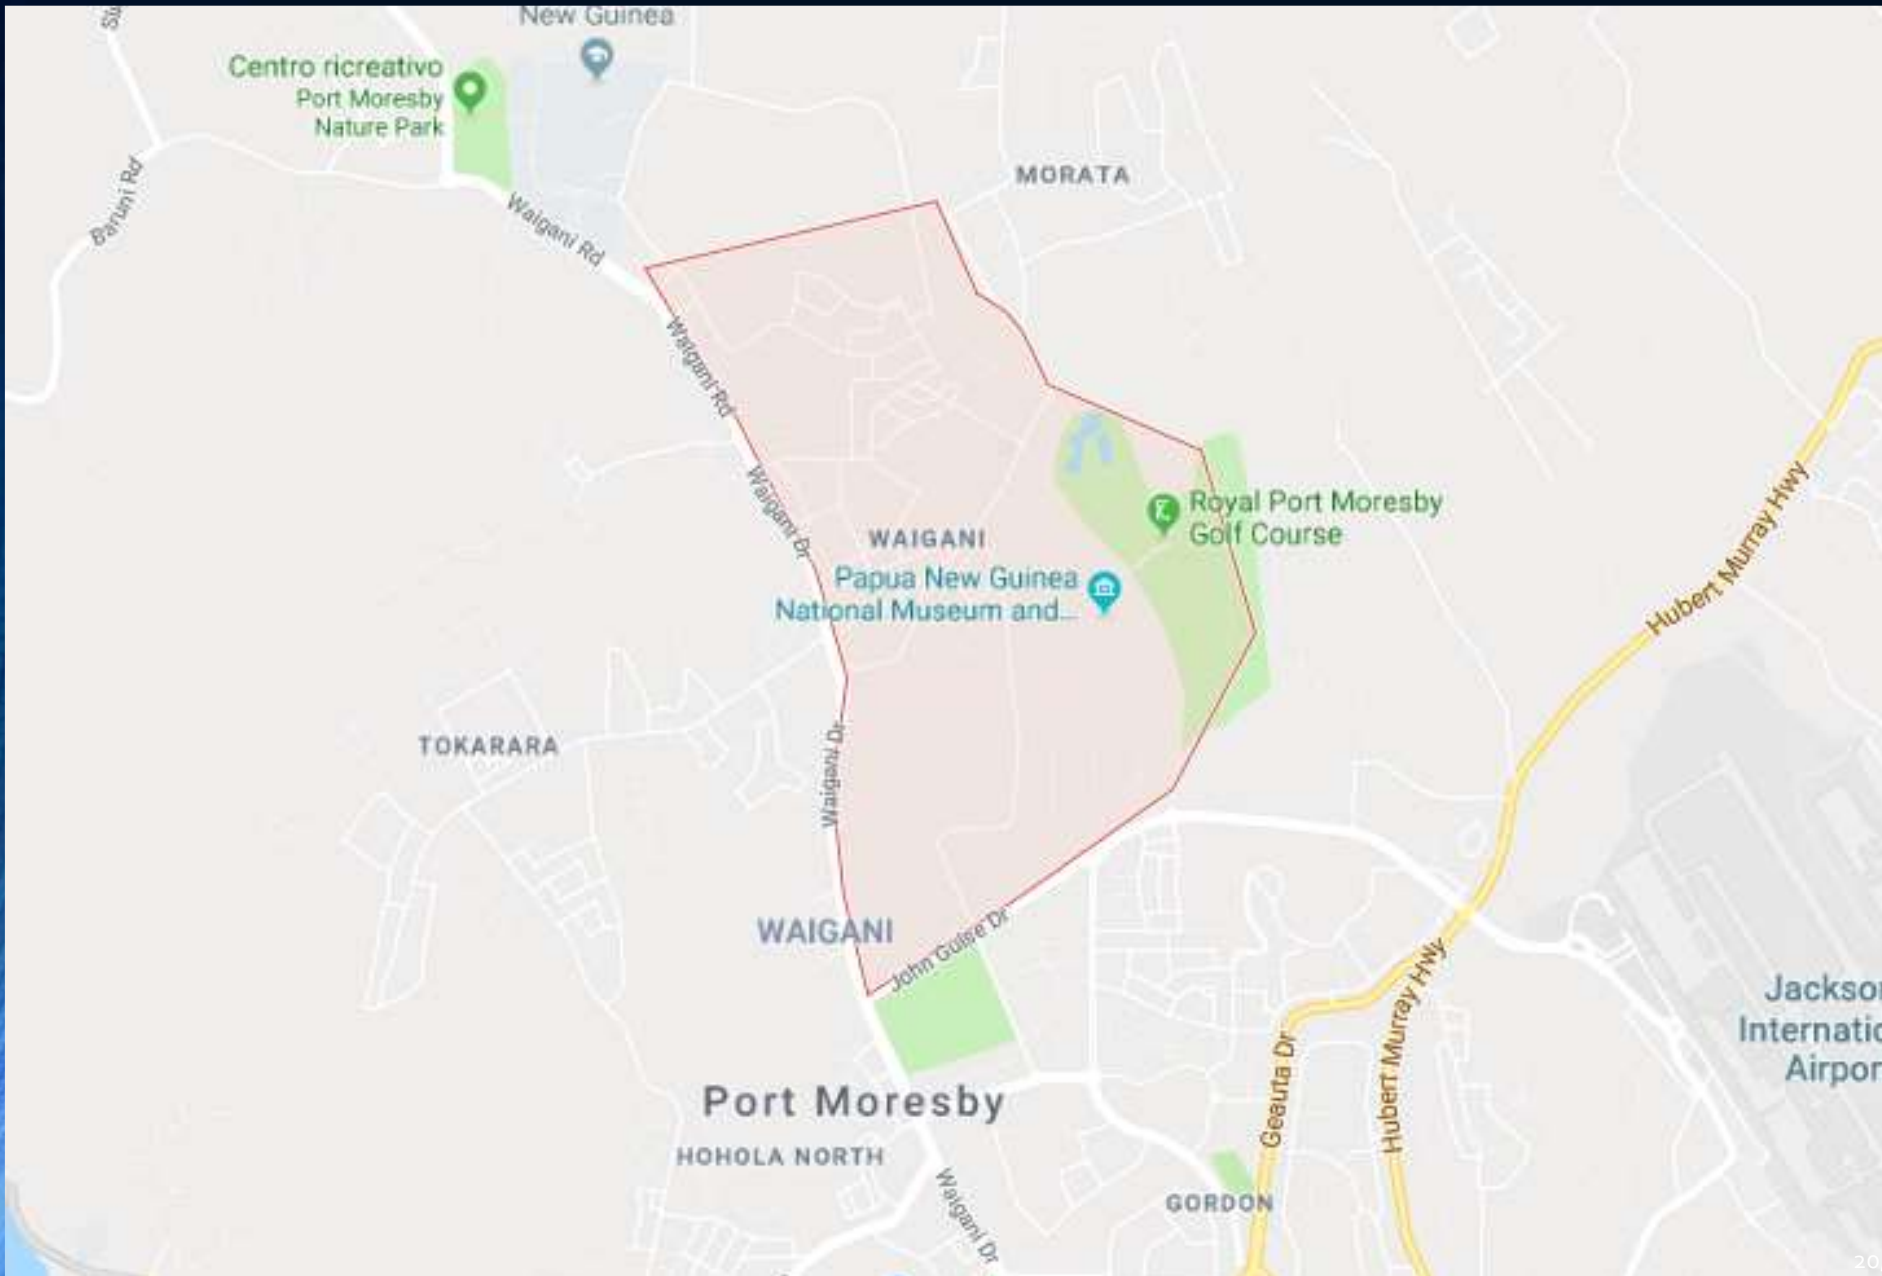 New Guinea
Centro ricreativo
Port Moresby
Nature Park
Baruni Rd
Waigani Rd
MORATA
Waigani Rd
Waigani Dr
Royal Port Moresby
Golf Course
WAIGANI
Papua New Guinea
National Museum and...
Hubert Murray Hwy
TOKARARA
Waigani Dr
WAIGANI
John Guise Dr
Hubert Murray Hwy
Jackson
Internatio
Airpor
Geauta Dr
Port Moresby
HOHOLA NORTH
Waigani Dr
GORDON
20